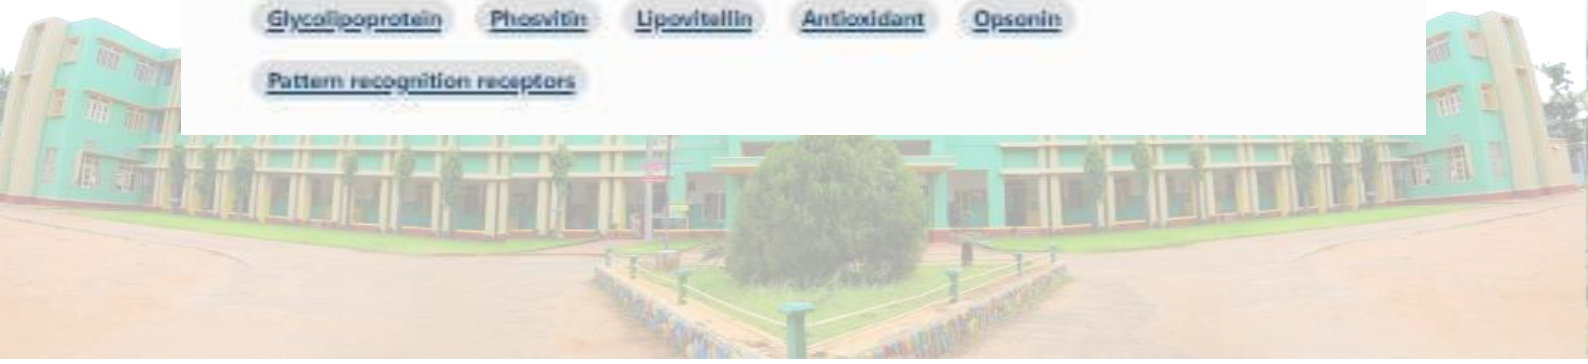 Glycolipoprotein Phosvitin Lipovitellin Antioxidant Opsonin
Pattern recognition receptors